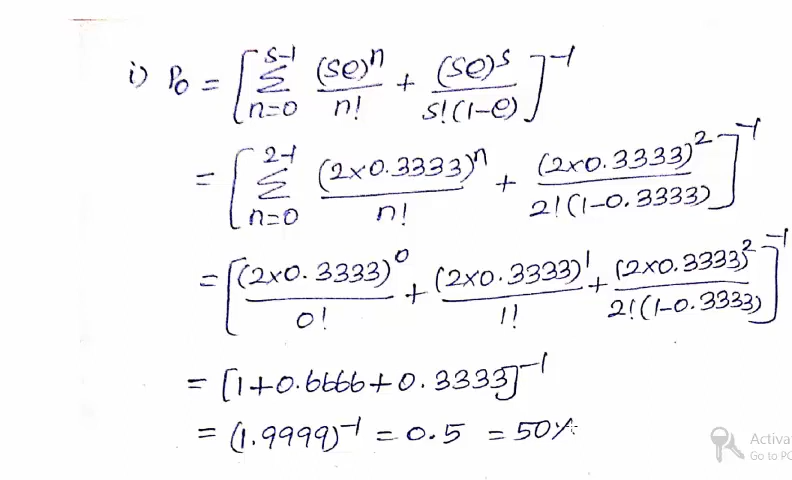 i) P₀ = [ Σ_{n=0}^{s-1} (sρ)^n / n! + (sρ)^s / s!(1-ρ) ]^-1
= [ Σ_{n=0}^{2-1} (2×0.3333)^n / n! + (2×0.3333)^2 / 2!(1-0.3333) ]^-1
= [ (2×0.3333)^0 / 0! + (2×0.3333)^1 / 1! + (2×0.3333)^2 / 2!(1-0.3333) ]^-1
= [1+0.6666+0.3333]^-1
= (1.9999)^-1 = 0.5 = 50%
Activa
Go to PC